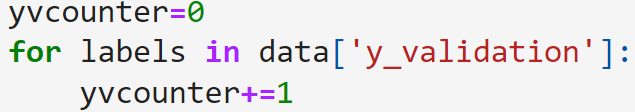 yvcounter=0
for labels in data['y_validation']:
    yvcounter+=1